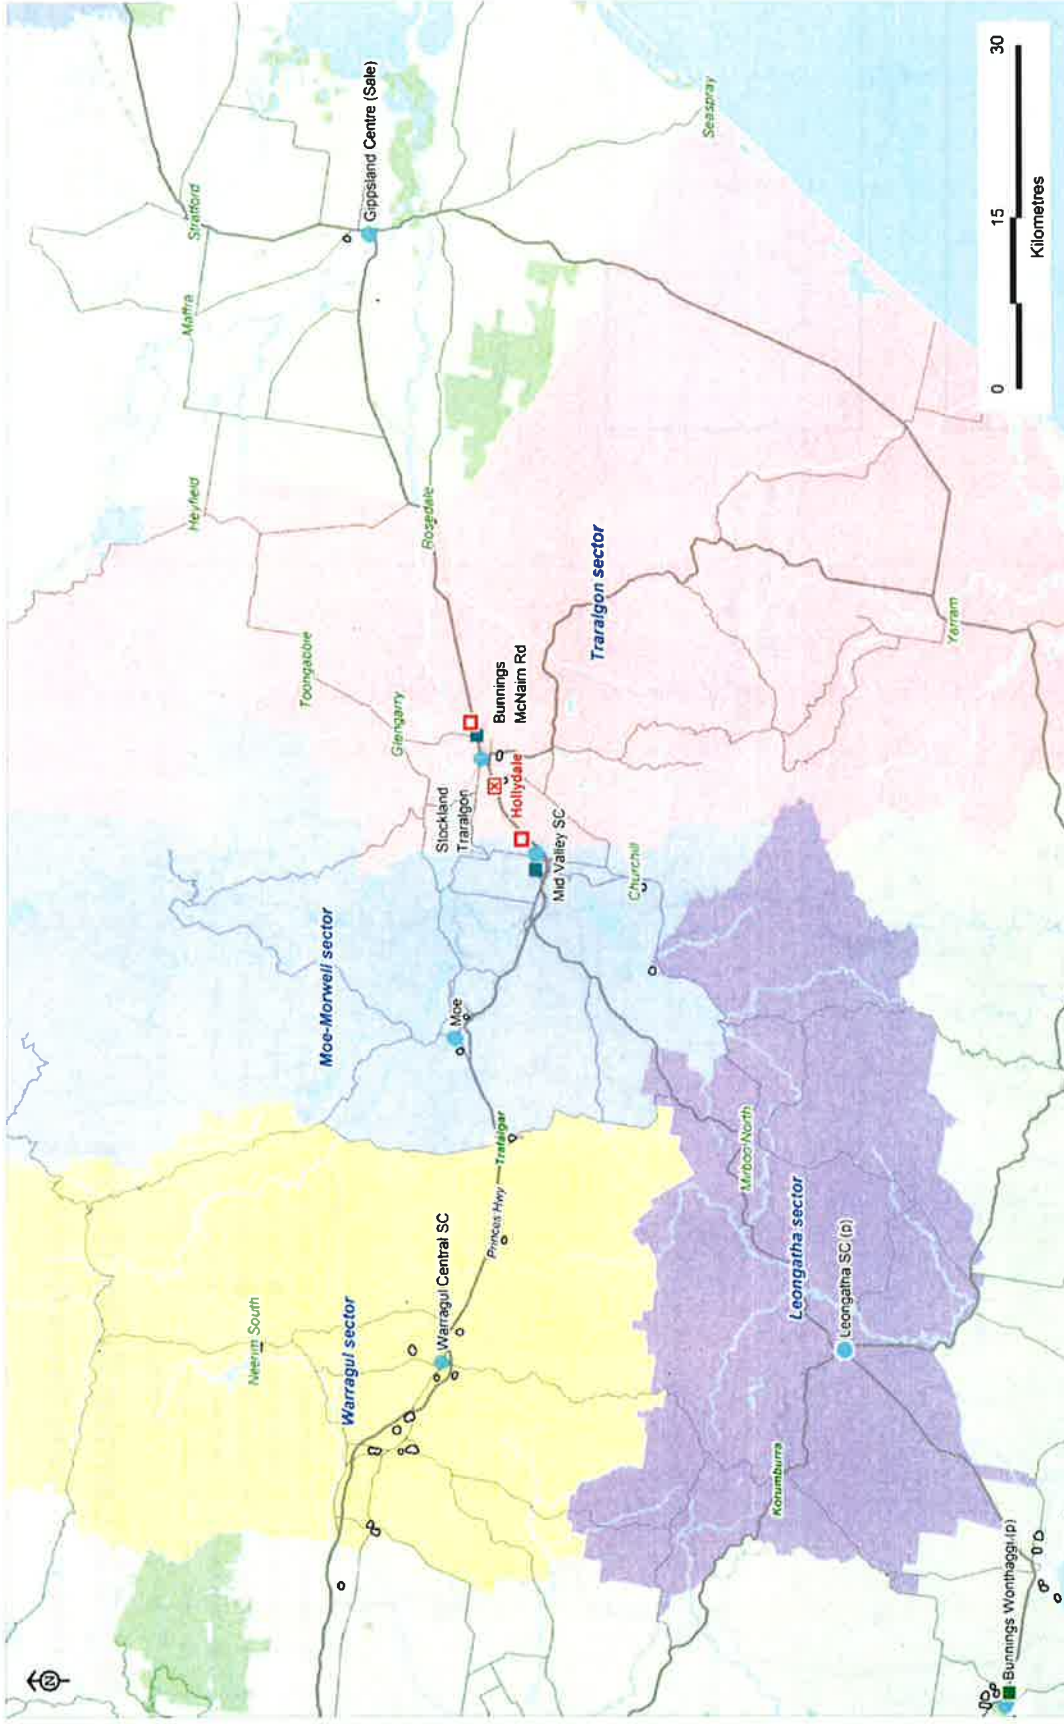 N
Neerim South
Warragul sector
Warragul Central SC
Princes Hwy
Trafalgar
Moe-Morwell sector
Moe
Korumburra
Leongatha sector
Leongatha SC (p)
Mirboo North
Bunnings Wonthaggi (p)
Heyfield
Maffra
Stratford
Toongabbie
Glengarry
Rosedale
Gippsland Centre (Sale)
Stockland
Traralgon
Bunnings
McNairn Rd
Hollydale
Mid Valley SC
Churchill
Traralgon sector
Seaspray
Yarram
0 15 30
Kilometres